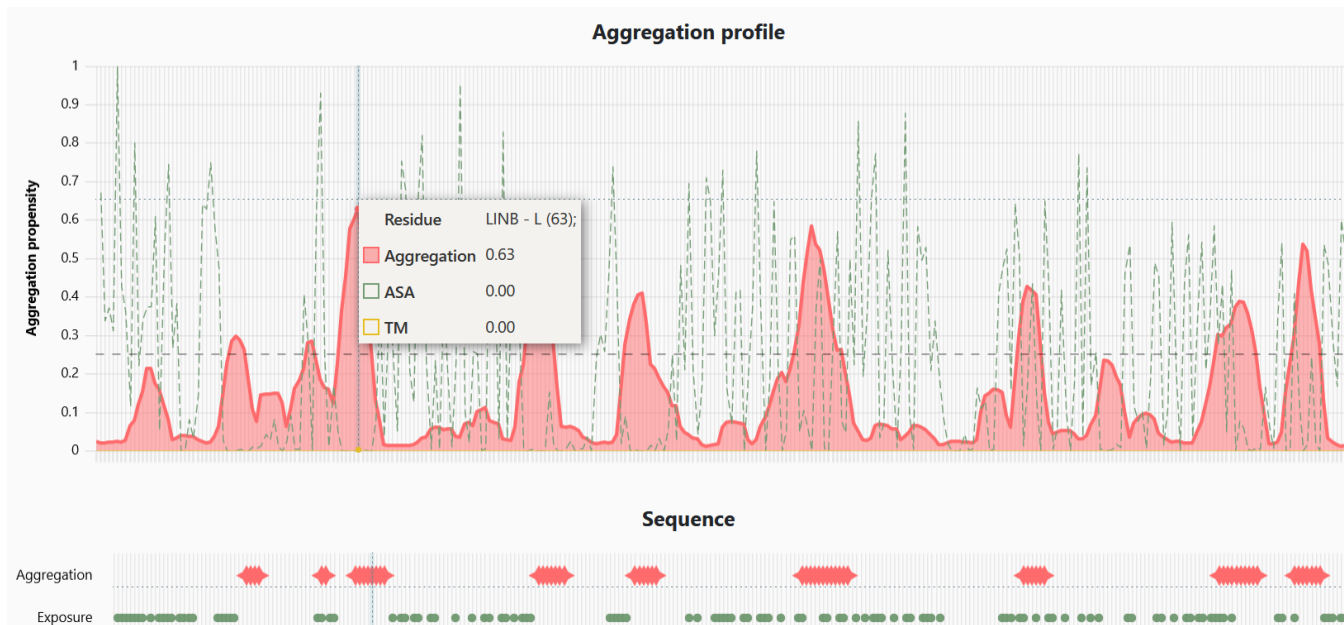 Aggregation profile
Aggregation propensity
1
0.9
0.8
0.7
0.6
0.5
0.4
0.3
0.2
0.1
0
Residue LINB - L (63);
Aggregation 0.63
ASA 0.00
TM 0.00
Sequence
Aggregation
Exposure